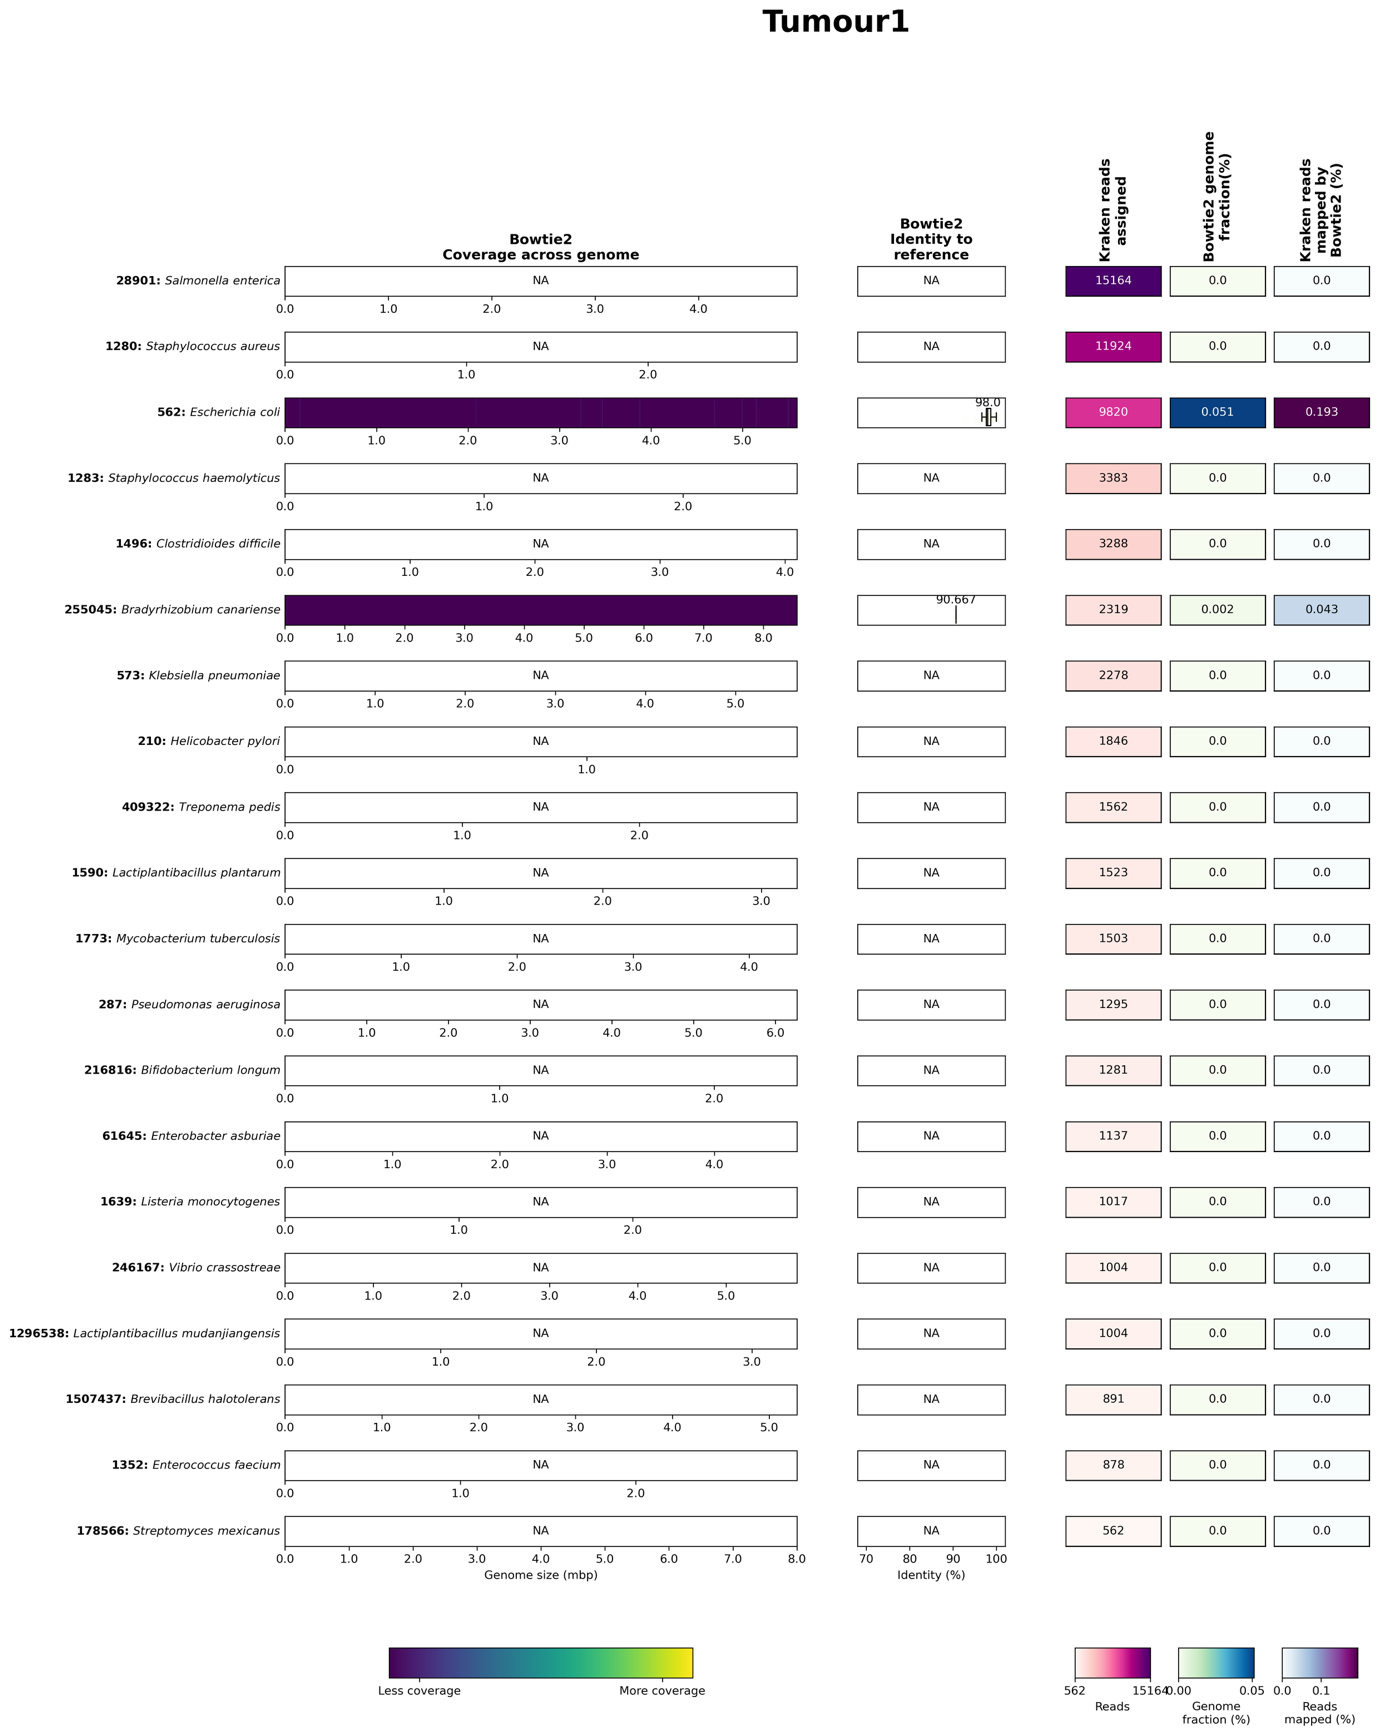 Tumour1
Bowtie2
Coverage across genome
Bowtie2
Identity to
reference
Kraken reads
assigned
Bowtie2 genome
fraction(%)
Kraken reads
mapped by
Bowtie2 (%)
28901: Salmonella enterica NA NA 15164 0.0 0.0
0.0 1.0 2.0 3.0 4.0
1280: Staphylococcus aureus NA NA 11924 0.0 0.0
0.0 1.0 2.0
562: Escherichia coli 98.0 9820 0.051 0.193
0.0 1.0 2.0 3.0 4.0 5.0
1283: Staphylococcus haemolyticus NA NA 3383 0.0 0.0
0.0 1.0 2.0
1496: Clostridioides difficile NA NA 3288 0.0 0.0
0.0 1.0 2.0 3.0 4.0
255045: Bradyrhizobium canariense 90.667 2319 0.002 0.043
0.0 1.0 2.0 3.0 4.0 5.0 6.0 7.0 8.0
573: Klebsiella pneumoniae NA NA 2278 0.0 0.0
0.0 1.0 2.0 3.0 4.0 5.0
210: Helicobacter pylori NA NA 1846 0.0 0.0
0.0 1.0
409322: Treponema pedis NA NA 1562 0.0 0.0
0.0 1.0 2.0
1590: Lactiplantibacillus plantarum NA NA 1523 0.0 0.0
0.0 1.0 2.0 3.0
1773: Mycobacterium tuberculosis NA NA 1503 0.0 0.0
0.0 1.0 2.0 3.0 4.0
287: Pseudomonas aeruginosa NA NA 1295 0.0 0.0
0.0 1.0 2.0 3.0 4.0 5.0 6.0
216816: Bifidobacterium longum NA NA 1281 0.0 0.0
0.0 1.0 2.0
61645: Enterobacter asburiae NA NA 1137 0.0 0.0
0.0 1.0 2.0 3.0 4.0
1639: Listeria monocytogenes NA NA 1017 0.0 0.0
0.0 1.0 2.0
246167: Vibrio crassostreae NA NA 1004 0.0 0.0
0.0 1.0 2.0 3.0 4.0 5.0
1296538: Lactiplantibacillus mudanjiangensis NA NA 1004 0.0 0.0
0.0 1.0 2.0 3.0
1507437: Brevibacillus halotolerans NA NA 891 0.0 0.0
0.0 1.0 2.0 3.0 4.0 5.0
1352: Enterococcus faecium NA NA 878 0.0 0.0
0.0 1.0 2.0
178566: Streptomyces mexicanus NA NA 562 0.0 0.0
0.0 1.0 2.0 3.0 4.0 5.0 6.0 7.0 8.0 70 80 90 100
Genome size (mbp) Identity (%)
Less coverage More coverage 562 15164 0.00 0.05 0.0 0.1
Reads
Genome
fraction (%)
Reads
mapped (%)